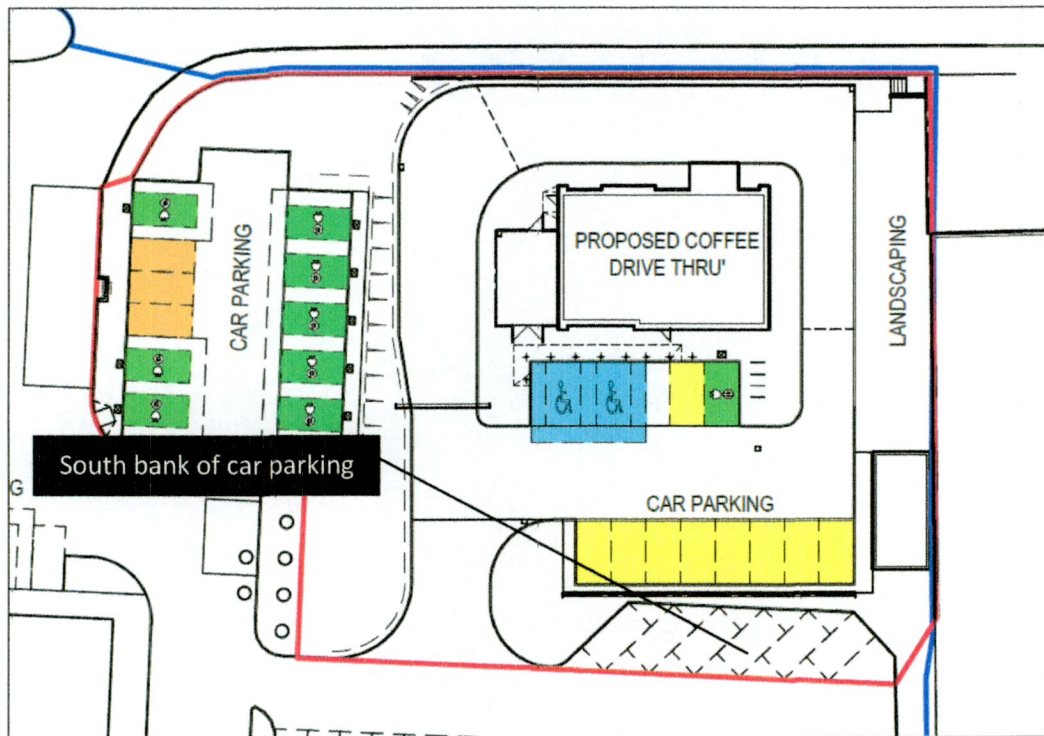 CAR PARKING
PROPOSED COFFEE
DRIVE THRU'
LANDSCAPING
South bank of car parking
G
CAR PARKING